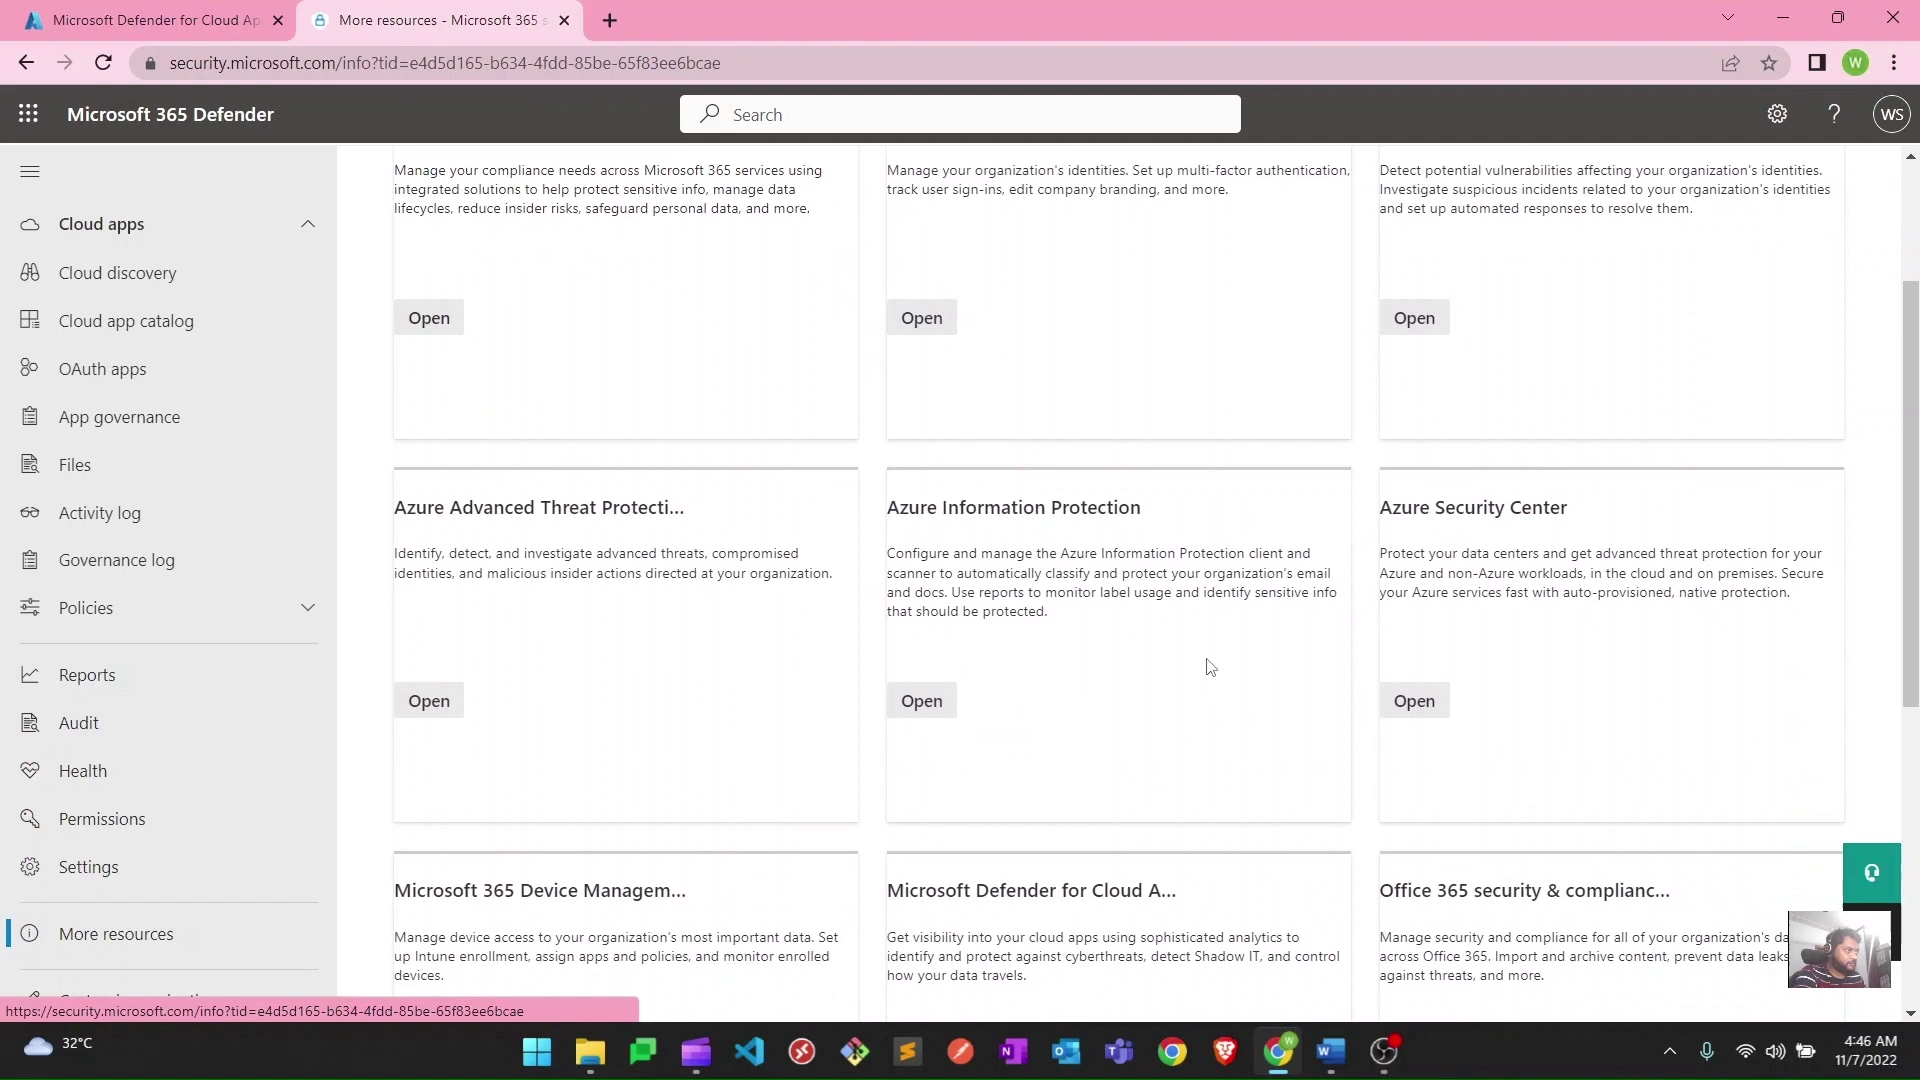 Microsoft Defender for Cloud Ap
More resources - Microsoft 365 s
security.microsoft.com/info?tid=e4d5d165-b634-4fdd-85be-65f83ee6bcae
W
Microsoft 365 Defender
Search
WS
Cloud apps
Cloud discovery
Cloud app catalog
OAuth apps
App governance
Files
Activity log
Governance log
Policies
Reports
Audit
Health
Permissions
Settings
More resources
Manage your compliance needs across Microsoft 365 services using
integrated solutions to help protect sensitive info, manage data
lifecycles, reduce insider risks, safeguard personal data, and more.
Open
Manage your organization's identities. Set up multi-factor authentication,
track user sign-ins, edit company branding, and more.
Open
Detect potential vulnerabilities affecting your organization's identities.
Investigate suspicious incidents related to your organization's identities
and set up automated responses to resolve them.
Open
Azure Advanced Threat Protecti...
Identify, detect, and investigate advanced threats, compromised
identities, and malicious insider actions directed at your organization.
Open
Azure Information Protection
Configure and manage the Azure Information Protection client and
scanner to automatically classify and protect your organization's email
and docs. Use reports to monitor label usage and identify sensitive info
that should be protected.
Open
Azure Security Center
Protect your data centers and get advanced threat protection for your
Azure and non-Azure workloads, in the cloud and on premises. Secure
your Azure services fast with auto-provisioned, native protection.
Open
Microsoft 365 Device Managem...
Manage device access to your organization's most important data. Set
up Intune enrollment, assign apps and policies, and monitor enrolled
devices.
Microsoft Defender for Cloud A...
Get visibility into your cloud apps using sophisticated analytics to
identify and protect against cyberthreats, detect Shadow IT, and control
how your data travels.
Office 365 security & complianc...
Manage security and compliance for all of your organization's da
across Office 365. Import and archive content, prevent data leaks
against threats, and more.
https://security.microsoft.com/info?tid=e4d5d165-b634-4fdd-85be-65f83ee6bcae
32°C
4:46 AM
11/7/2022